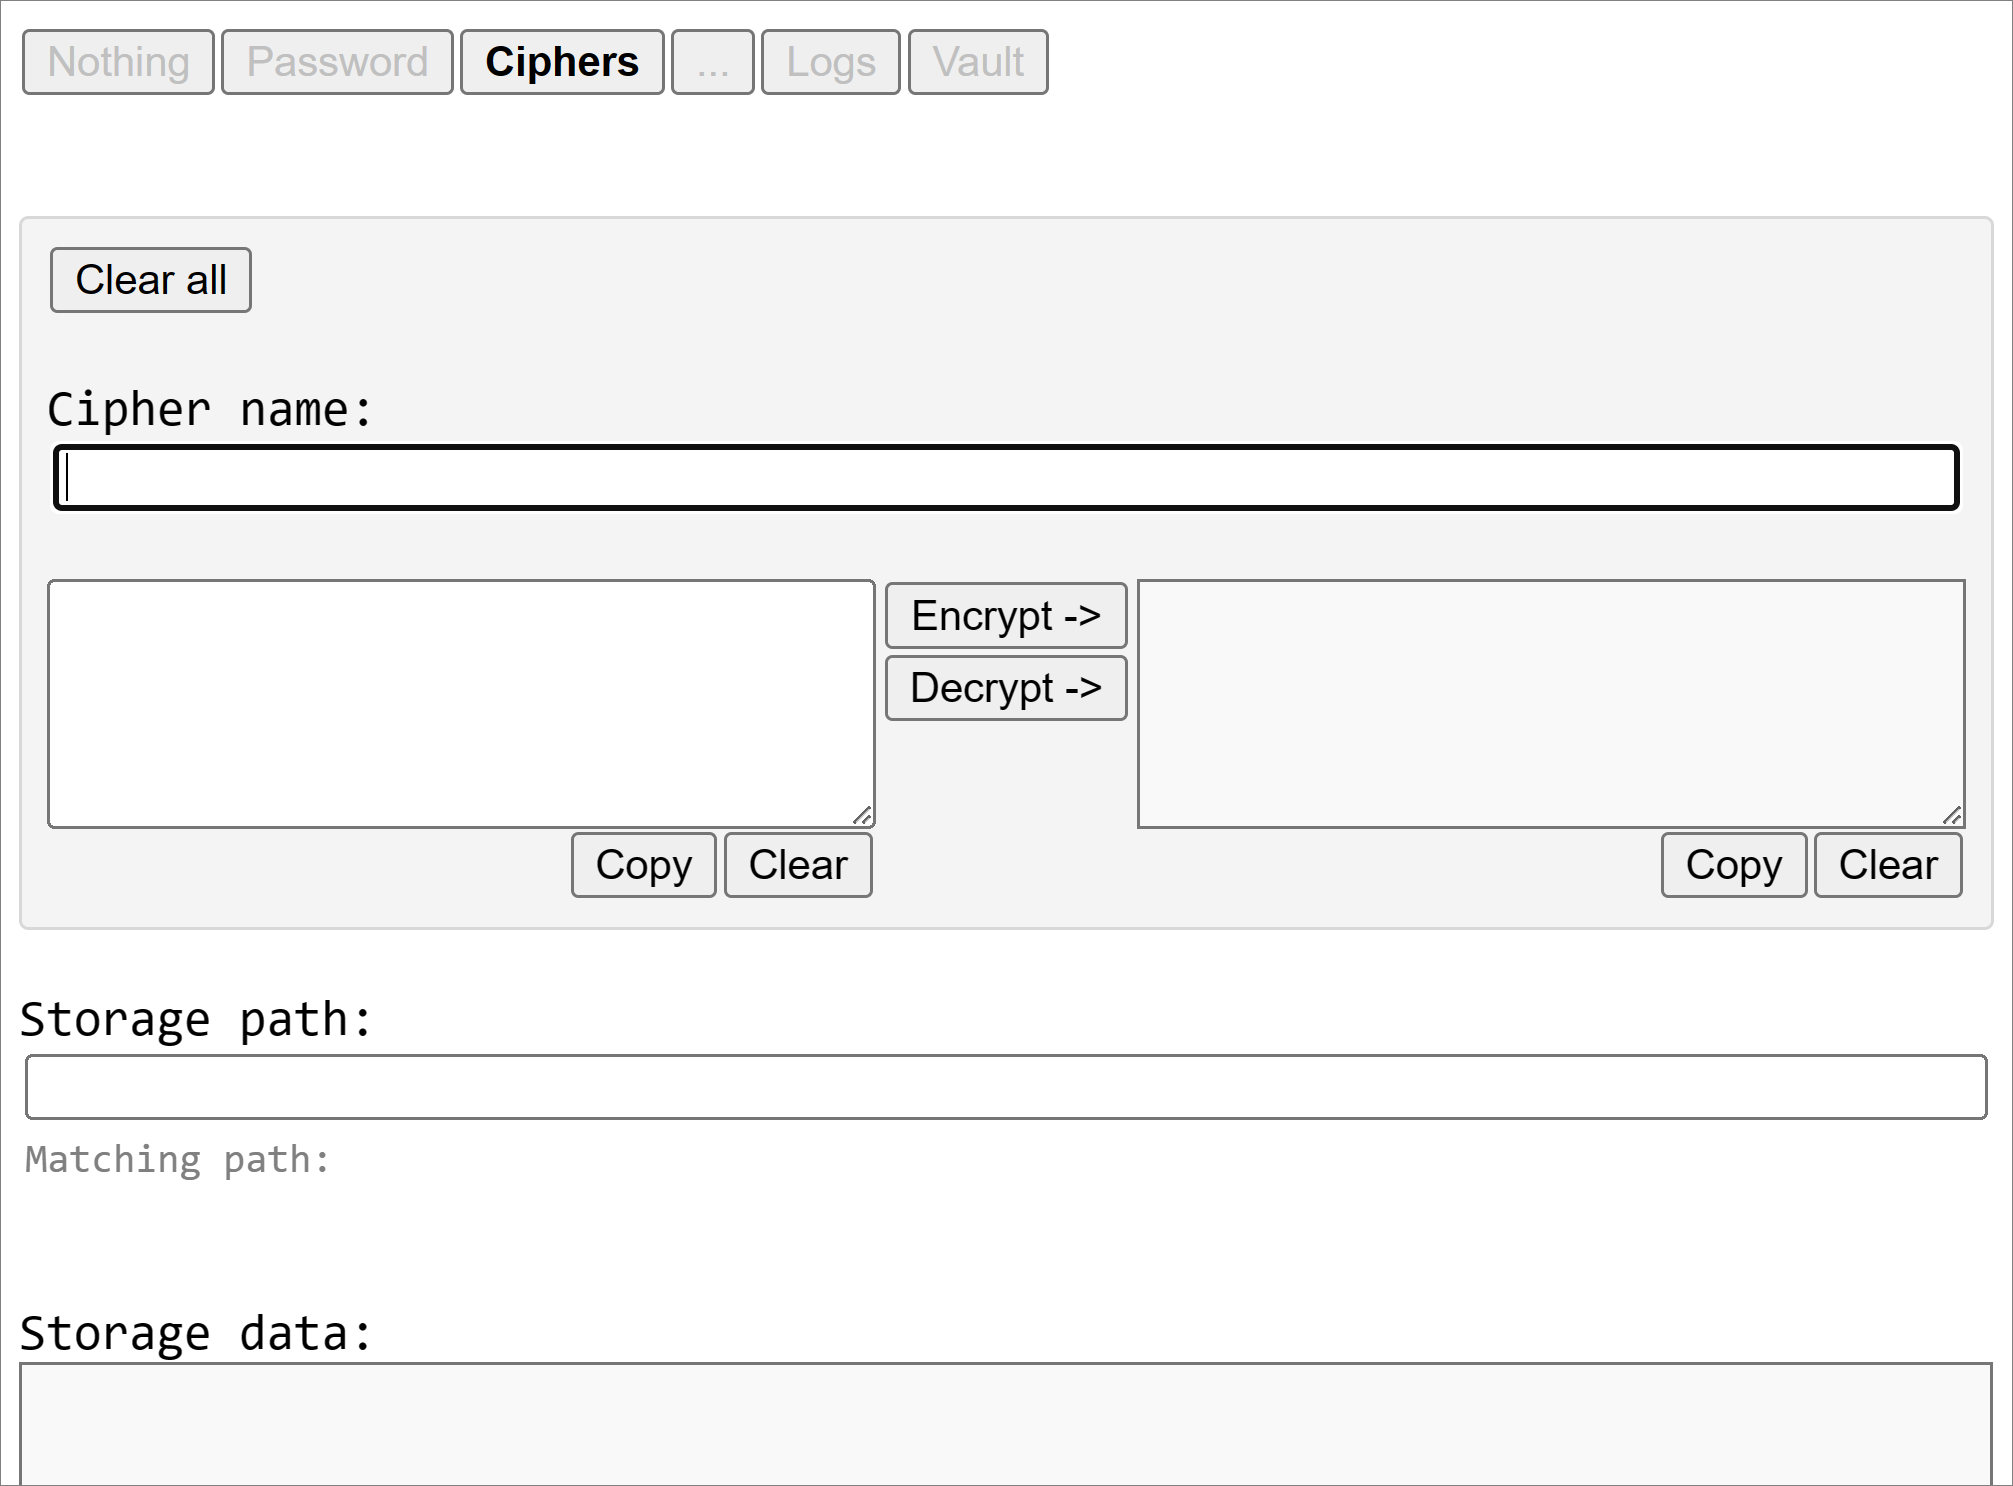 Nothing Password Ciphers ... Logs Vault
Clear all
Cipher name:
Encrypt ->
Decrypt ->
Copy Clear Copy Clear
Storage path:
Matching path:
Storage data: